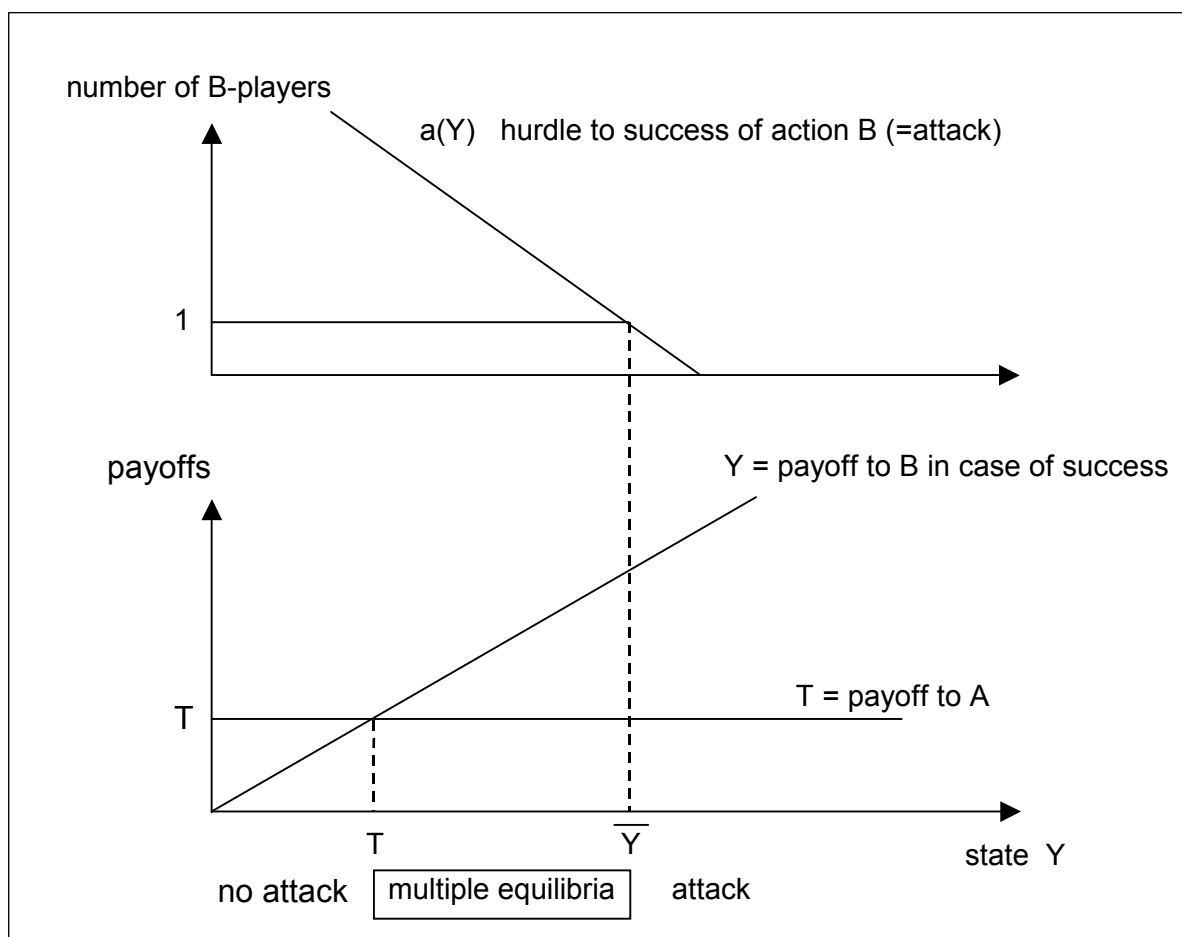 number of B-players
a(Y) hurdle to success of action B (=attack)
1
payoffs
Y = payoff to B in case of success
T = payoff to A
T
T
Y̅
state Y
no attack
multiple equilibria
attack